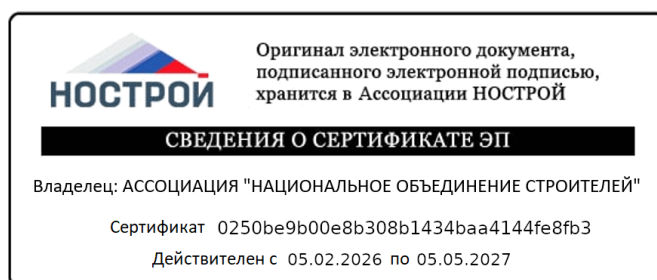 НОСТРОЙ
Оригинал электронного документа,
подписанного электронной подписью,
хранится в Ассоциации НОСТРОЙ
СВЕДЕНИЯ О СЕРТИФИКАТЕ ЭП
Владелец: АССОЦИАЦИЯ "НАЦИОНАЛЬНОЕ ОБЪЕДИНЕНИЕ СТРОИТЕЛЕЙ"
Сертификат 0250be9b00e8b308b1434baa4144fe8fb3
Действителен с 05.02.2026 по 05.05.2027